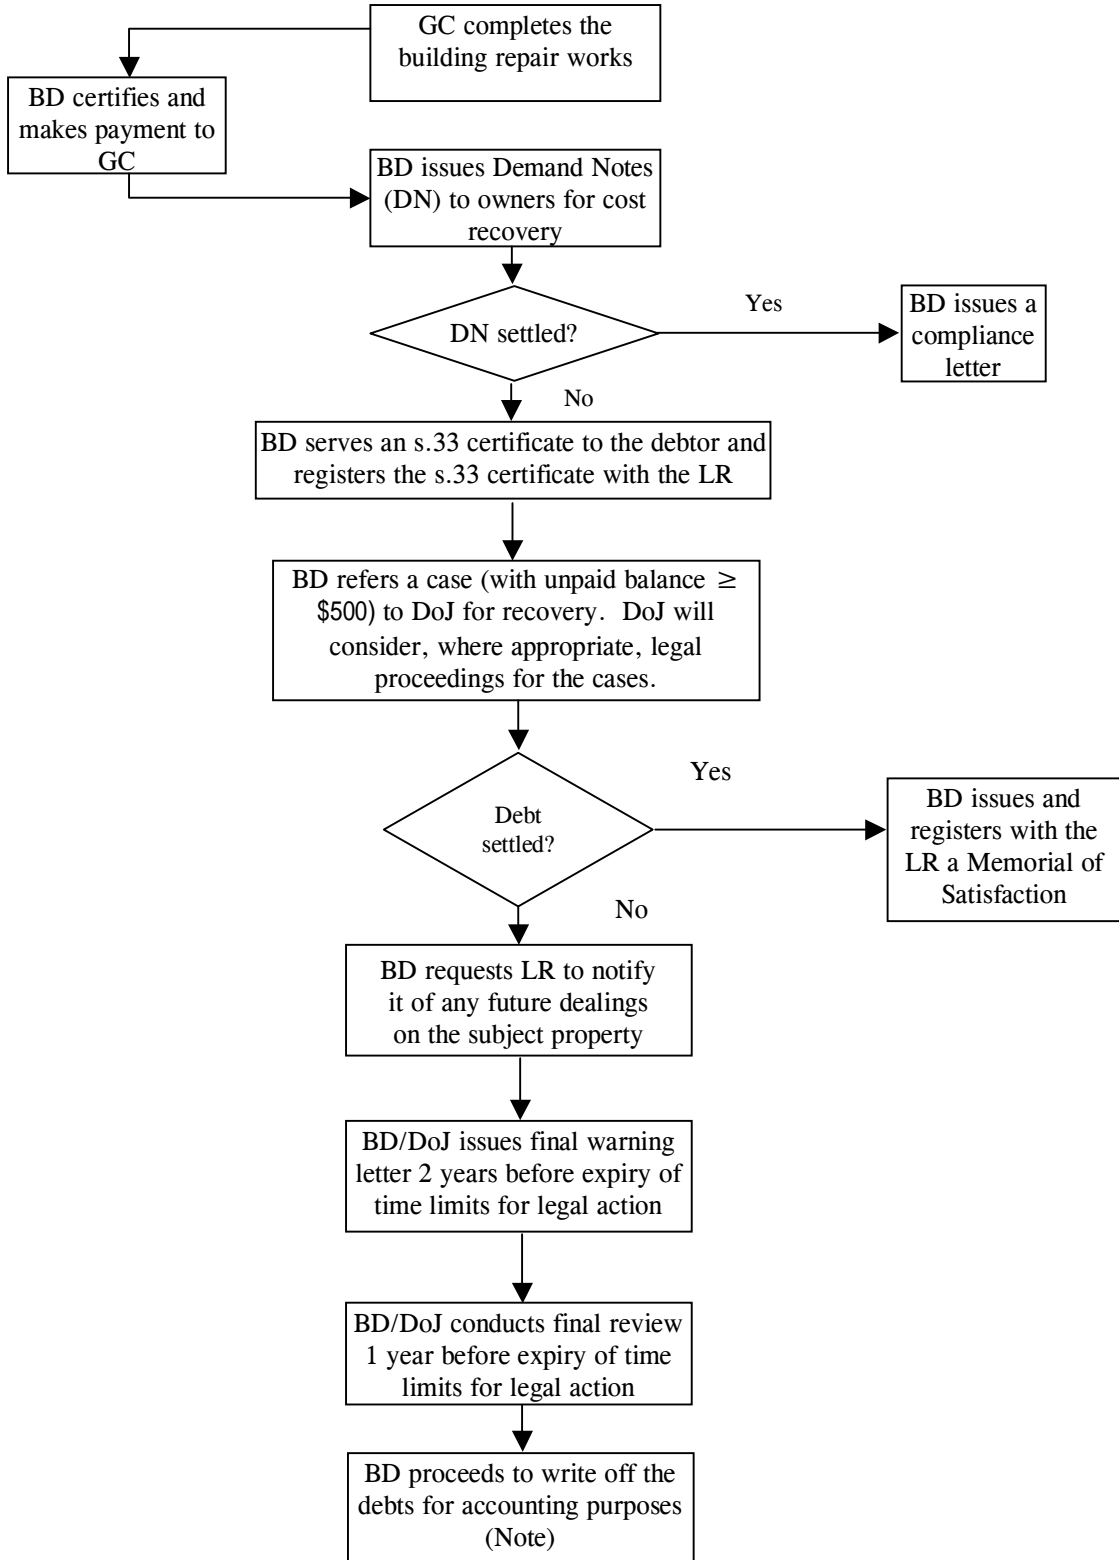 GC completes the
building repair works
BD certifies and
makes payment to
GC
BD issues Demand Notes
(DN) to owners for cost
recovery
DN settled?
Yes
BD issues a
compliance
letter
No
BD serves an s.33 certificate to the debtor and
registers the s.33 certificate with the LR
BD refers a case (with unpaid balance ≥
$500) to DoJ for recovery. DoJ will
consider, where appropriate, legal
proceedings for the cases.
Debt
settled?
Yes
BD issues and
registers with the
LR a Memorial of
Satisfaction
No
BD requests LR to notify
it of any future dealings
on the subject property
BD/DoJ issues final warning
letter 2 years before expiry of
time limits for legal action
BD/DoJ conducts final review
1 year before expiry of time
limits for legal action
BD proceeds to write off the
debts for accounting purposes
(Note)